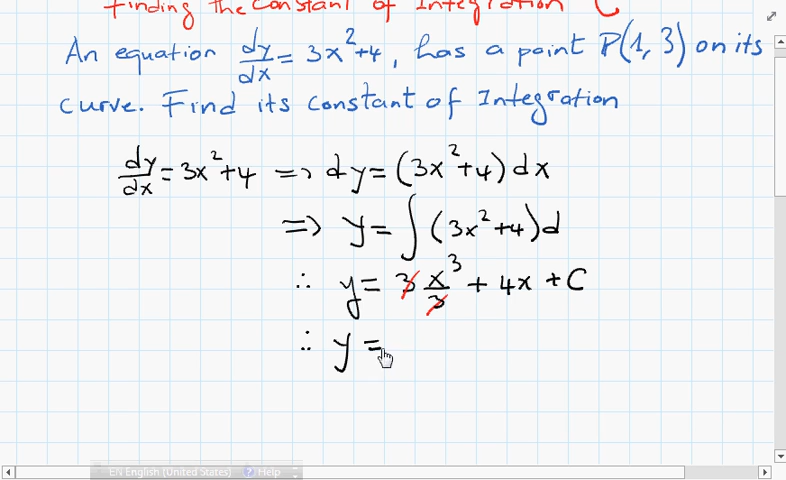 Finding the Constant of Integration C
An equation dy/dx = 3x²+4, has a point P(1, 3) on its
curve. Find its constant of Integration
dy/dx = 3x²+4 => dy = (3x²+4) dx
=> y = ∫(3x²+4)d
∴ y = 3 x³/3 + 4x + C
∴ y =
EN English (United States) ? Help